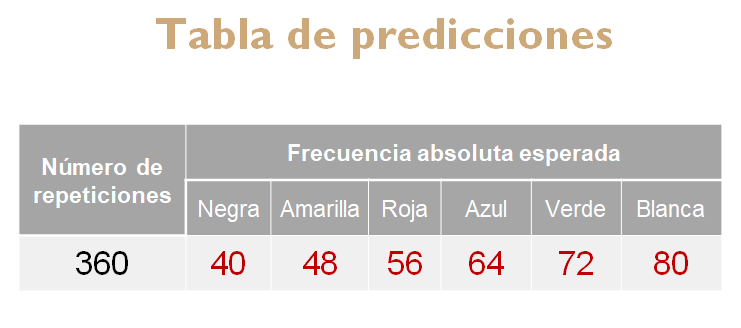 Tabla de predicciones
Número de
repeticiones
Frecuencia absoluta esperada
Negra Amarilla Roja Azul Verde Blanca
360 40 48 56 64 72 80